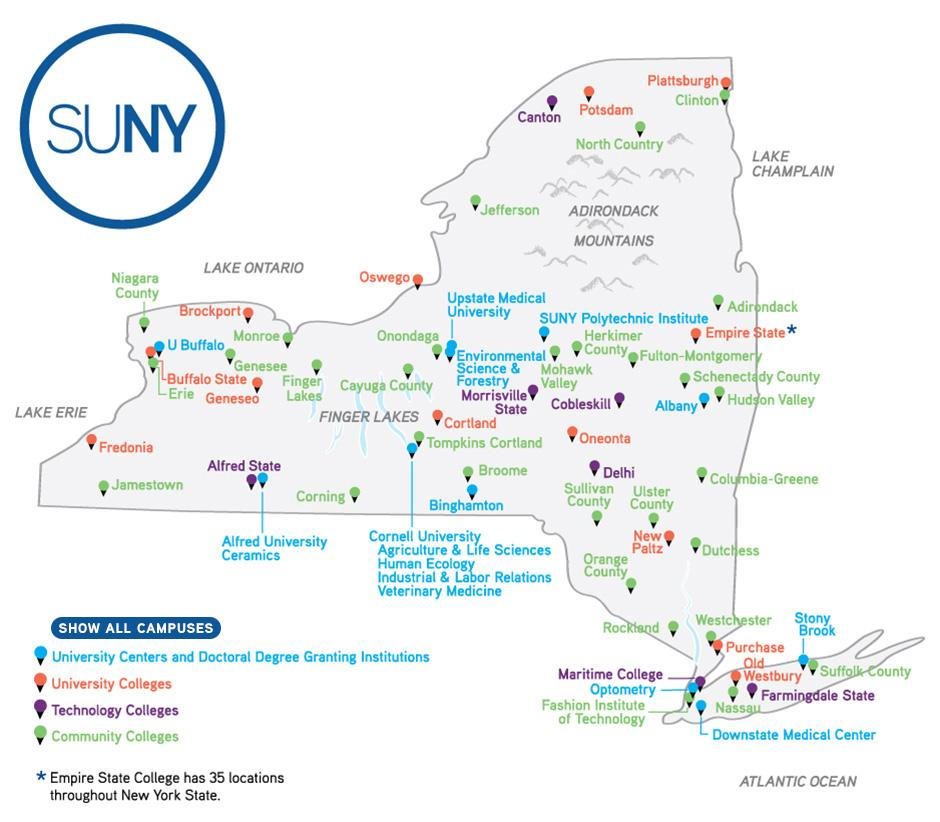 SUNY
Plattsburgh
Clinton
Canton
Potsdam
North Country
LAKE
CHAMPLAIN
Jefferson
ADIRONDACK
MOUNTAINS
LAKE ONTARIO
Oswego
Niagara
County
Upstate Medical
University
Adirondack
Brockport
SUNY Polytechnic Institute
Empire State*
Monroe
Onondaga
Herkimer
County
U Buffalo
Genesee
Environmental
Science &
Forestry
Fulton-Montgomery
Mohawk
Valley
Buffalo State
Erie
Geneseo
Finger
Lakes
Cayuga County
Schenectady County
Morrisville
State
Cobleskill
Albany
Hudson Valley
LAKE ERIE
FINGER LAKES
Cortland
Oneonta
Fredonia
Tompkins Cortland
Alfred State
Broome
Delhi
Columbia-Greene
Jamestown
Corning
Binghamton
Sullivan
County
Ulster
County
Alfred University
Ceramics
Cornell University
Agriculture & Life Sciences
Human Ecology
Industrial & Labor Relations
Veterinary Medicine
New
Paltz
Dutchess
Orange
County
Rockland
Westchester
Stony
Brook
Purchase
Old
Westbury
Suffolk County
Maritime College
Optometry
Fashion Institute
of Technology
Nassau
Farmingdale State
Downstate Medical Center
ATLANTIC OCEAN
SHOW ALL CAMPUSES
University Centers and Doctoral Degree Granting Institutions
University Colleges
Technology Colleges
Community Colleges
* Empire State College has 35 locations
throughout New York State.